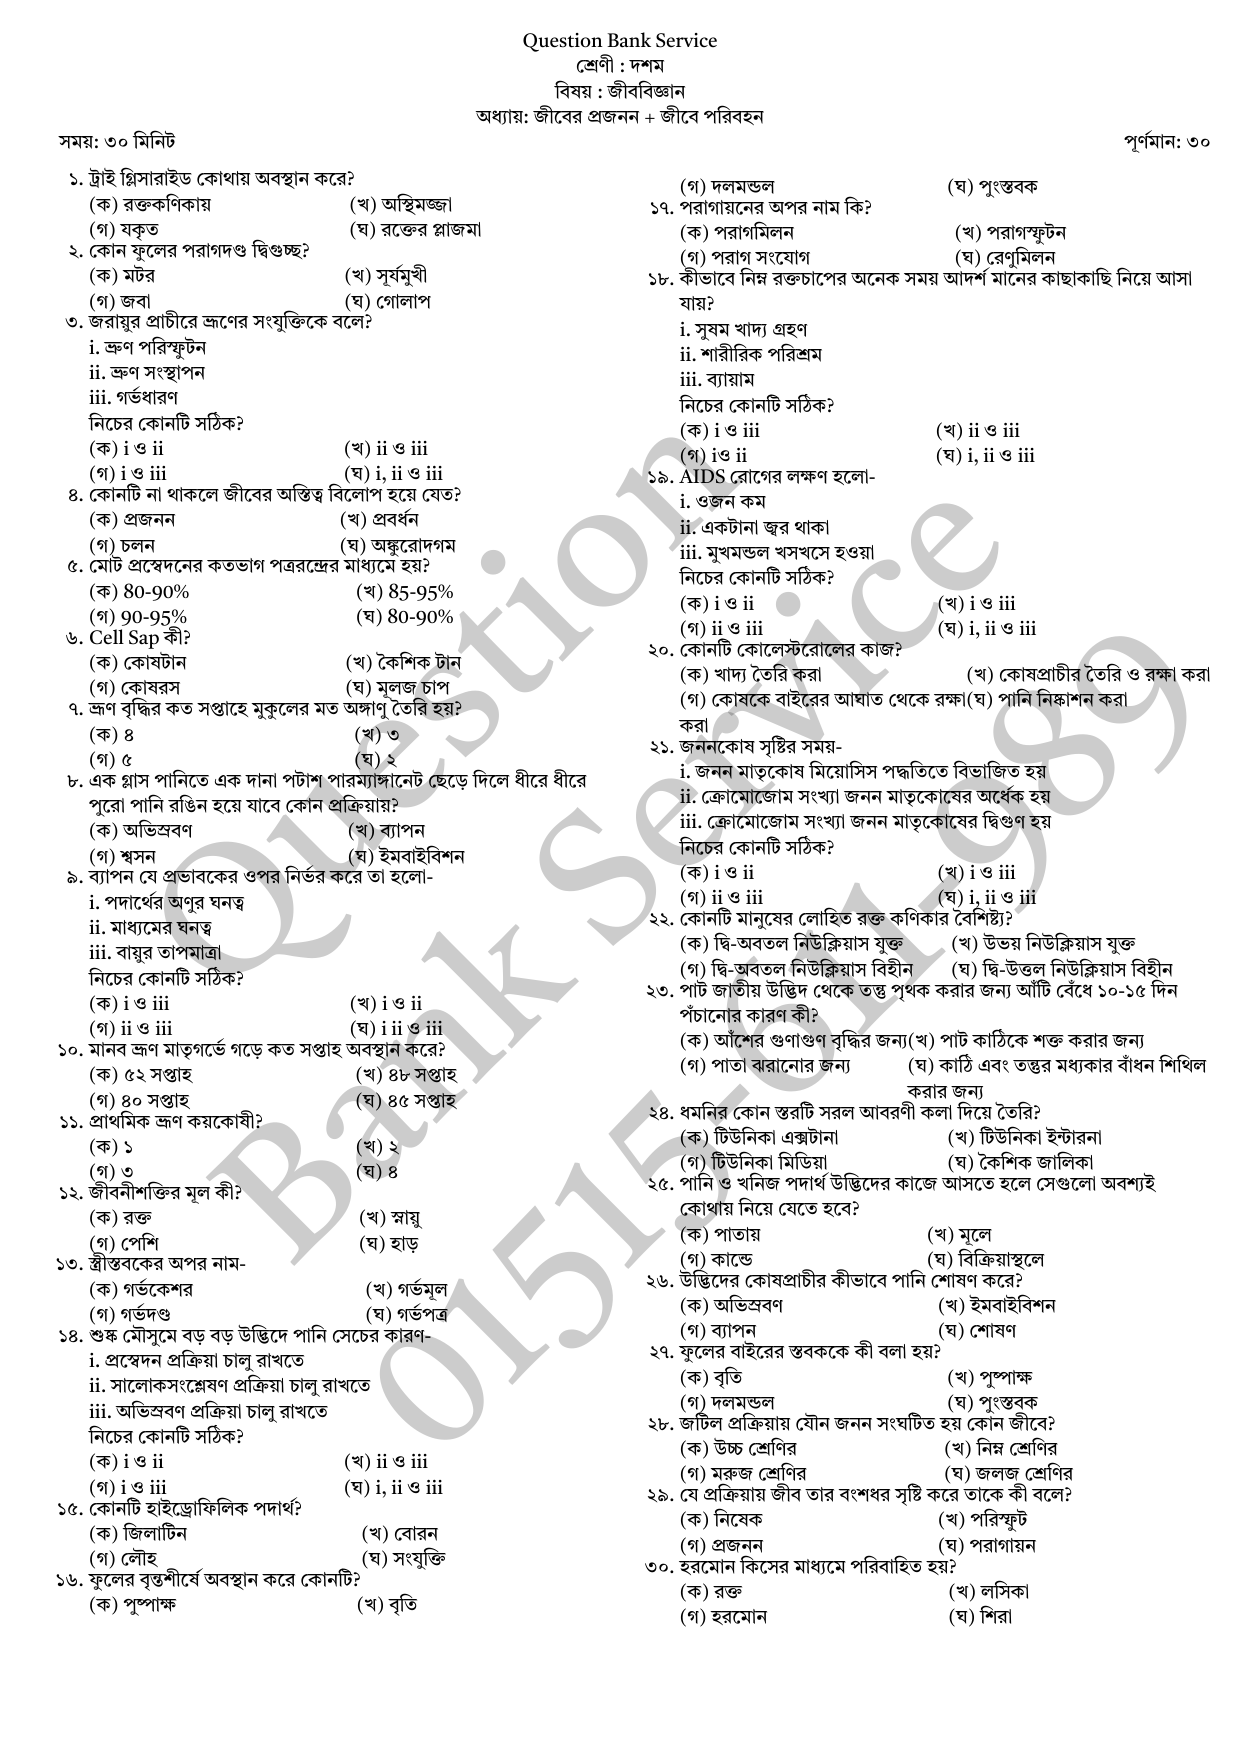 Question Bank Service
শ্রেণী : দশম
বিষয় : জীববিজ্ঞান
অধ্যায়: জীবের প্রজনন + জীবে পরিবহন
সময়: ৩০ মিনিট পূর্ণমান: ৩০
১. ট্রাই গ্লিসারাইড কোথায় অবস্থান করে?
(ক) রক্তকণিকায় (খ) অস্থিমজ্জা
(গ) যকৃত (ঘ) রক্তের প্লাজমা
২. কোন ফুলের পরাগদণ্ড দ্বিগুচ্ছ?
(ক) মটর (খ) সূর্যমুখী
(গ) জবা (ঘ) গোলাপ
৩. জরায়ুর প্রাচীরে ভ্রূণের সংযুক্তিকে বলে?
i. ভ্রুণ পরিস্ফুটন
ii. ভ্রুণ সংস্থাপন
iii. গর্ভধারণ
নিচের কোনটি সঠিক?
(ক) i ও ii (খ) ii ও iii
(গ) i ও iii (ঘ) i, ii ও iii
৪. কোনটি না থাকলে জীবের অস্তিত্ব বিলোপ হয়ে যেত?
(ক) প্রজনন (খ) প্রবর্ধন
(গ) চলন (ঘ) অঙ্কুরোদগম
৫. মোট প্রস্বেদনের কতভাগ পত্ররন্দ্রের মাধ্যমে হয়?
(ক) 80-90% (খ) 85-95%
(গ) 90-95% (ঘ) 80-90%
৬. Cell Sap কী?
(ক) কোষটান (খ) কৈশিক টান
(গ) কোষরস (ঘ) মূলজ চাপ
৭. ভ্রূণ বৃদ্ধির কত সপ্তাহে মুকুলের মত অঙ্গাণু তৈরি হয়?
(ক) ৪ (খ) ৩
(গ) ৫ (ঘ) ২
৮. এক গ্লাস পানিতে এক দানা পটাশ পারম্যাঙ্গানেট ছেড়ে দিলে ধীরে ধীরে
পুরো পানি রঙিন হয়ে যাবে কোন প্রক্রিয়ায়?
(ক) অভিস্রবণ (খ) ব্যাপন
(গ) শ্বসন (ঘ) ইমবাইবিশন
৯. ব্যাপন যে প্রভাবকের ওপর নির্ভর করে তা হলো-
i. পদার্থের অণুর ঘনত্ব
ii. মাধ্যমের ঘনত্ব
iii. বায়ুর তাপমাত্রা
নিচের কোনটি সঠিক?
(ক) i ও iii (খ) i ও ii
(গ) ii ও iii (ঘ) i ii ও iii
১০. মানব ভ্রূণ মাতৃগর্ভে গড়ে কত সপ্তাহ অবস্থান করে?
(ক) ৫২ সপ্তাহ (খ) ৪৮ সপ্তাহ
(গ) ৪০ সপ্তাহ (ঘ) ৪৫ সপ্তাহ
১১. প্রাথমিক ভ্রূণ কয়কোষী?
(ক) ১ (খ) ২
(গ) ৩ (ঘ) ৪
১২. জীবনীশক্তির মূল কী?
(ক) রক্ত (খ) স্নায়ু
(গ) পেশি (ঘ) হাড়
১৩. স্ত্রীস্তবকের অপর নাম-
(ক) গর্ভকেশর (খ) গর্ভমূল
(গ) গর্ভদণ্ড (ঘ) গর্ভপত্র
১৪. শুষ্ক মৌসুমে বড় বড় উদ্ভিদে পানি সেচের কারণ-
i. প্রস্বেদন প্রক্রিয়া চালু রাখতে
ii. সালোকসংশ্লেষণ প্রক্রিয়া চালু রাখতে
iii. অভিস্রবণ প্রক্রিয়া চালু রাখতে
নিচের কোনটি সঠিক?
(ক) i ও ii (খ) ii ও iii
(গ) i ও iii (ঘ) i, ii ও iii
১৫. কোনটি হাইড্রোফিলিক পদার্থ?
(ক) জিলাটিন (খ) বোরন
(গ) লৌহ (ঘ) সংযুক্তি
১৬. ফুলের বৃন্তশীর্ষে অবস্থান করে কোনটি?
(ক) পুষ্পাক্ষ (খ) বৃতি
(গ) দলমন্ডল (ঘ) পুংস্তবক
১৭. পরাগায়নের অপর নাম কি?
(ক) পরাগমিলন (খ) পরাগস্ফুটন
(গ) পরাগ সংযোগ (ঘ) রেণুমিলন
১৮. কীভাবে নিম্ন রক্তচাপের অনেক সময় আদর্শ মানের কাছাকাছি নিয়ে আসা
যায়?
i. সুষম খাদ্য গ্রহণ
ii. শারীরিক পরিশ্রম
iii. ব্যায়াম
নিচের কোনটি সঠিক?
(ক) i ও iii (খ) ii ও iii
(গ) iও ii (ঘ) i, ii ও iii
১৯. AIDS রোগের লক্ষণ হলো-
i. ওজন কম
ii. একটানা জ্বর থাকা
iii. মুখমন্ডল খসখসে হওয়া
নিচের কোনটি সঠিক?
(ক) i ও ii (খ) i ও iii
(গ) ii ও iii (ঘ) i, ii ও iii
২০. কোনটি কোলেস্টরোলের কাজ?
(ক) খাদ্য তৈরি করা (খ) কোষপ্রাচীর তৈরি ও রক্ষা করা
(গ) কোষকে বাইরের আঘাত থেকে রক্ষা(ঘ) পানি নিষ্কাশন করা
করা
২১. জননকোষ সৃষ্টির সময়-
i. জনন মাতৃকোষ মিয়োসিস পদ্ধতিতে বিভাজিত হয়
ii. ক্রোমোজোম সংখ্যা জনন মাতৃকোষের অর্ধেক হয়
iii. ক্রোমোজোম সংখ্যা জনন মাতৃকোষের দ্বিগুণ হয়
নিচের কোনটি সঠিক?
(ক) i ও ii (খ) i ও iii
(গ) ii ও iii (ঘ) i, ii ও iii
২২. কোনটি মানুষের লোহিত রক্ত কণিকার বৈশিষ্ট্য?
(ক) দ্বি-অবতল নিউক্লিয়াস যুক্ত (খ) উভয় নিউক্লিয়াস যুক্ত
(গ) দ্বি-অবতল নিউক্লিয়াস বিহীন (ঘ) দ্বি-উত্তল নিউক্লিয়াস বিহীন
২৩. পাট জাতীয় উদ্ভিদ থেকে তন্তু পৃথক করার জন্য আঁটি বেঁধে ১০-১৫ দিন
পঁচানোর কারণ কী?
(ক) আঁশের গুণাগুণ বৃদ্ধির জন্য(খ) পাট কাঠিকে শক্ত করার জন্য
(গ) পাতা ঝরানোর জন্য (ঘ) কাঠি এবং তন্তুর মধ্যকার বাঁধন শিথিল
করার জন্য
২৪. ধমনির কোন স্তরটি সরল আবরণী কলা দিয়ে তৈরি?
(ক) টিউনিকা এক্সটানা (খ) টিউনিকা ইন্টারনা
(গ) টিউনিকা মিডিয়া (ঘ) কৈশিক জালিকা
২৫. পানি ও খনিজ পদার্থ উদ্ভিদের কাজে আসতে হলে সেগুলো অবশ্যই
কোথায় নিয়ে যেতে হবে?
(ক) পাতায় (খ) মূলে
(গ) কান্ডে (ঘ) বিক্রিয়াস্থলে
২৬. উদ্ভিদের কোষপ্রাচীর কীভাবে পানি শোষণ করে?
(ক) অভিস্রবণ (খ) ইমবাইবিশন
(গ) ব্যাপন (ঘ) শোষণ
২৭. ফুলের বাইরের স্তবককে কী বলা হয়?
(ক) বৃতি (খ) পুষ্পাক্ষ
(গ) দলমন্ডল (ঘ) পুংস্তবক
২৮. জটিল প্রক্রিয়ায় যৌন জনন সংঘটিত হয় কোন জীবে?
(ক) উচ্চ শ্রেণির (খ) নিম্ন শ্রেণির
(গ) মরুজ শ্রেণির (ঘ) জলজ শ্রেণির
২৯. যে প্রক্রিয়ায় জীব তার বংশধর সৃষ্টি করে তাকে কী বলে?
(ক) নিষেক (খ) পরিস্ফুট
(গ) প্রজনন (ঘ) পরাগায়ন
৩০. হরমোন কিসের মাধ্যমে পরিবাহিত হয়?
(ক) রক্ত (খ) লসিকা
(গ) হরমোন (ঘ) শিরা
Question
Bank Service
01515-611-989